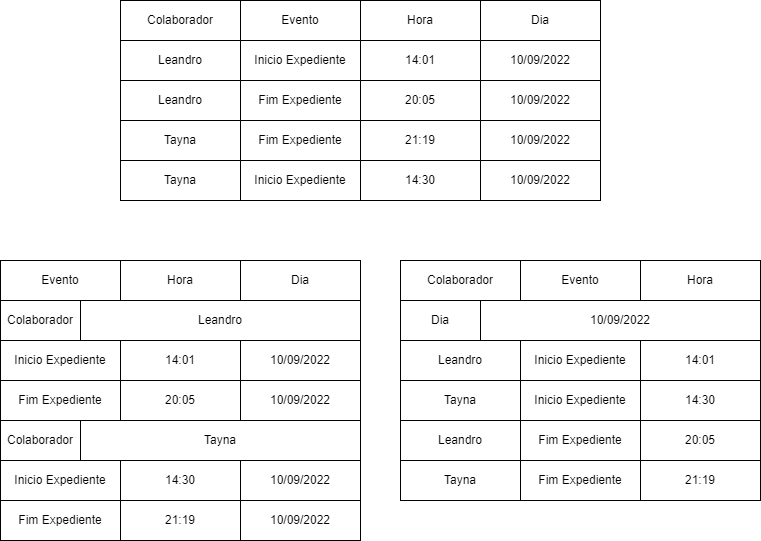 Colaborador Evento Hora Dia
Leandro Inicio Expediente 14:01 10/09/2022
Leandro Fim Expediente 20:05 10/09/2022
Tayna Fim Expediente 21:19 10/09/2022
Tayna Inicio Expediente 14:30 10/09/2022
Evento Hora Dia
Colaborador Leandro
Inicio Expediente 14:01 10/09/2022
Fim Expediente 20:05 10/09/2022
Colaborador Tayna
Inicio Expediente 14:30 10/09/2022
Fim Expediente 21:19 10/09/2022
Colaborador Evento Hora
Dia 10/09/2022
Leandro Inicio Expediente 14:01
Tayna Inicio Expediente 14:30
Leandro Fim Expediente 20:05
Tayna Fim Expediente 21:19